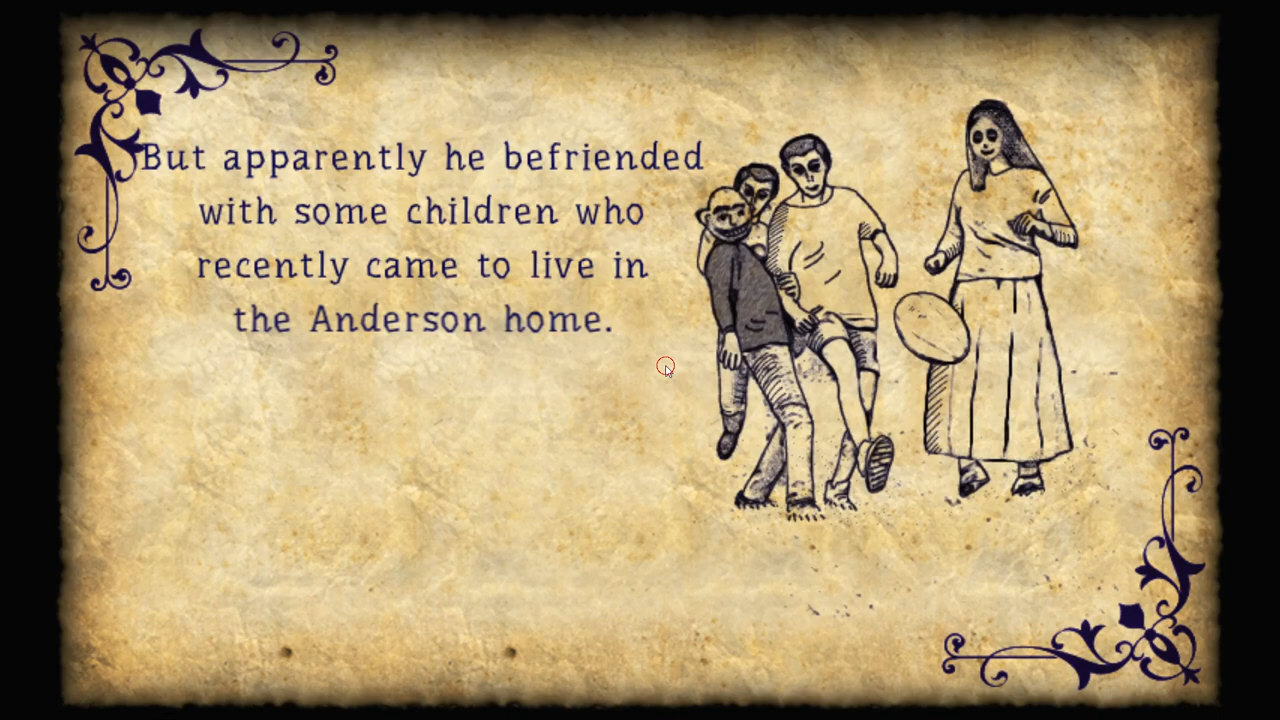 But apparently he befriended
with some children who
recently came to live in
the Anderson home.